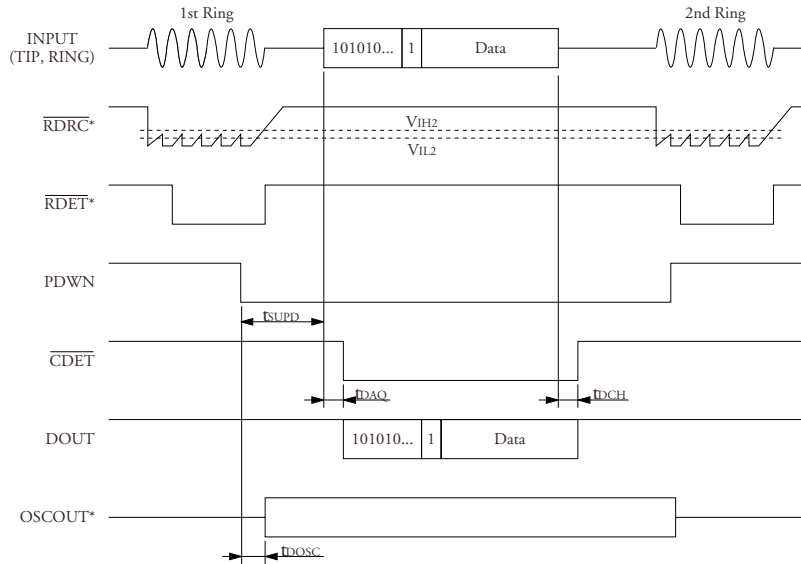 1st Ring
2nd Ring
INPUT
(TIP, RING)
101010... 1 Data
RDRC*
VIH2
VIL2
RDET*
PDWN
tSUPD
CDET
tDAQ
tDCH
DOUT
101010... 1 Data
OSCOUT*
tDOSC